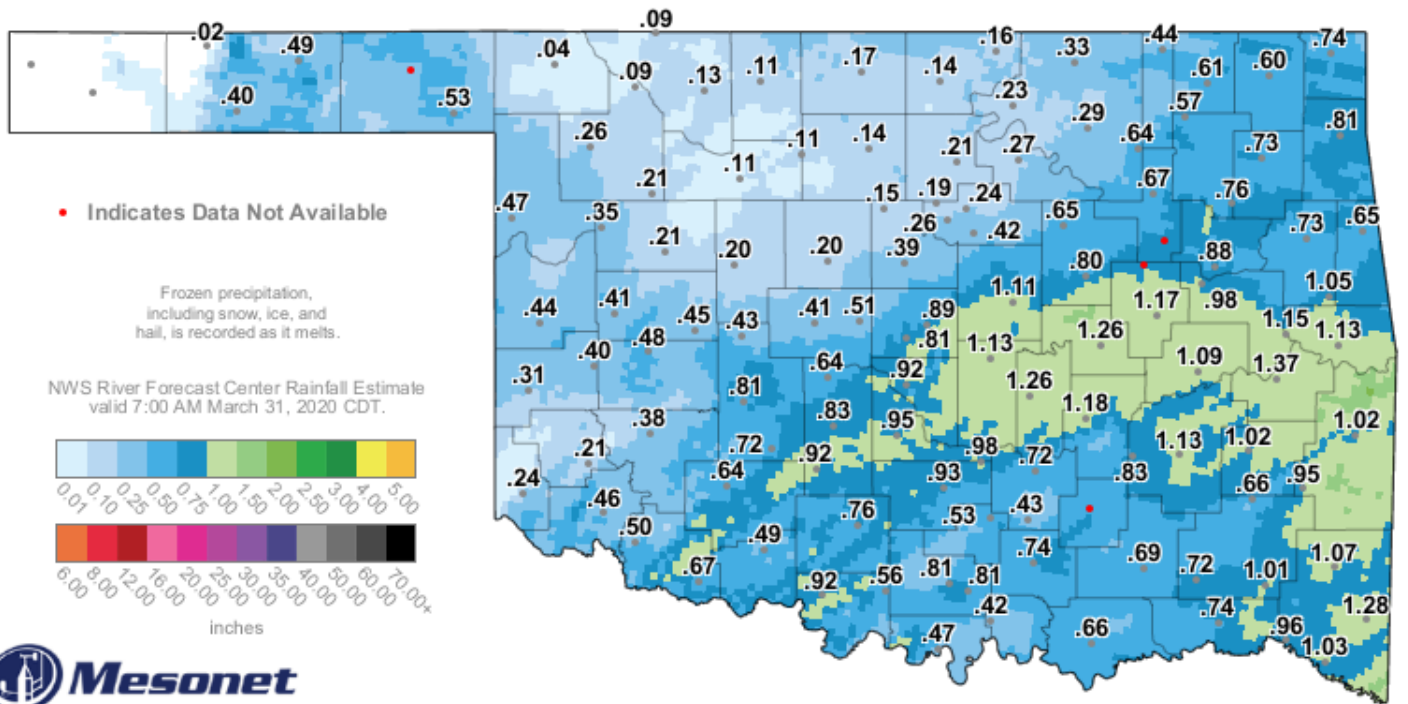 .09
.02 .49 .04 .09 .13 .11 .17 .14 .16 .33 .44 .61 .60 .74
.40 .53 .23 .57
.26 .11 .14 .21 .27 .29 .64 .73 .81
.21 .11 .15 .19 .24 .67 .76
.47 .35 .26 .42 .65 .73 .65
• Indicates Data Not Available
.21 .20 .20 .39 .80 .88
Frozen precipitation,
including snow, ice, and
hail, is recorded as it melts.
.44 .41 .45 .43 .41 .51 .89 1.11 1.17 .98 1.05
.40 .48 .81 1.13 1.26 1.15 1.13
NWS River Forecast Center Rainfall Estimate
valid 7:00 AM March 31, 2020 CDT.
.31 .81 .64 .92 1.26 1.09 1.37
.38 .83 .95 1.18 1.02
.21 .72 .92 .98 .72 1.13 1.02
.24 .64 .93 .83 .66 .95
0.01 0.10 0.25 0.50 0.75 1.00 1.50 2.00 2.50 3.00 4.00 5.00
.46 .50 .49 .76 .53 .43
.67 .92 .56 .81 .81 .74 .69 .72 1.01 1.07
6.00 8.00 12.00 16.00 20.00 25.00 30.00 35.00 40.00 50.00 60.00 70.00+
inches
.47 .42 .66 .74 .96 1.28
1.03
Mesonet